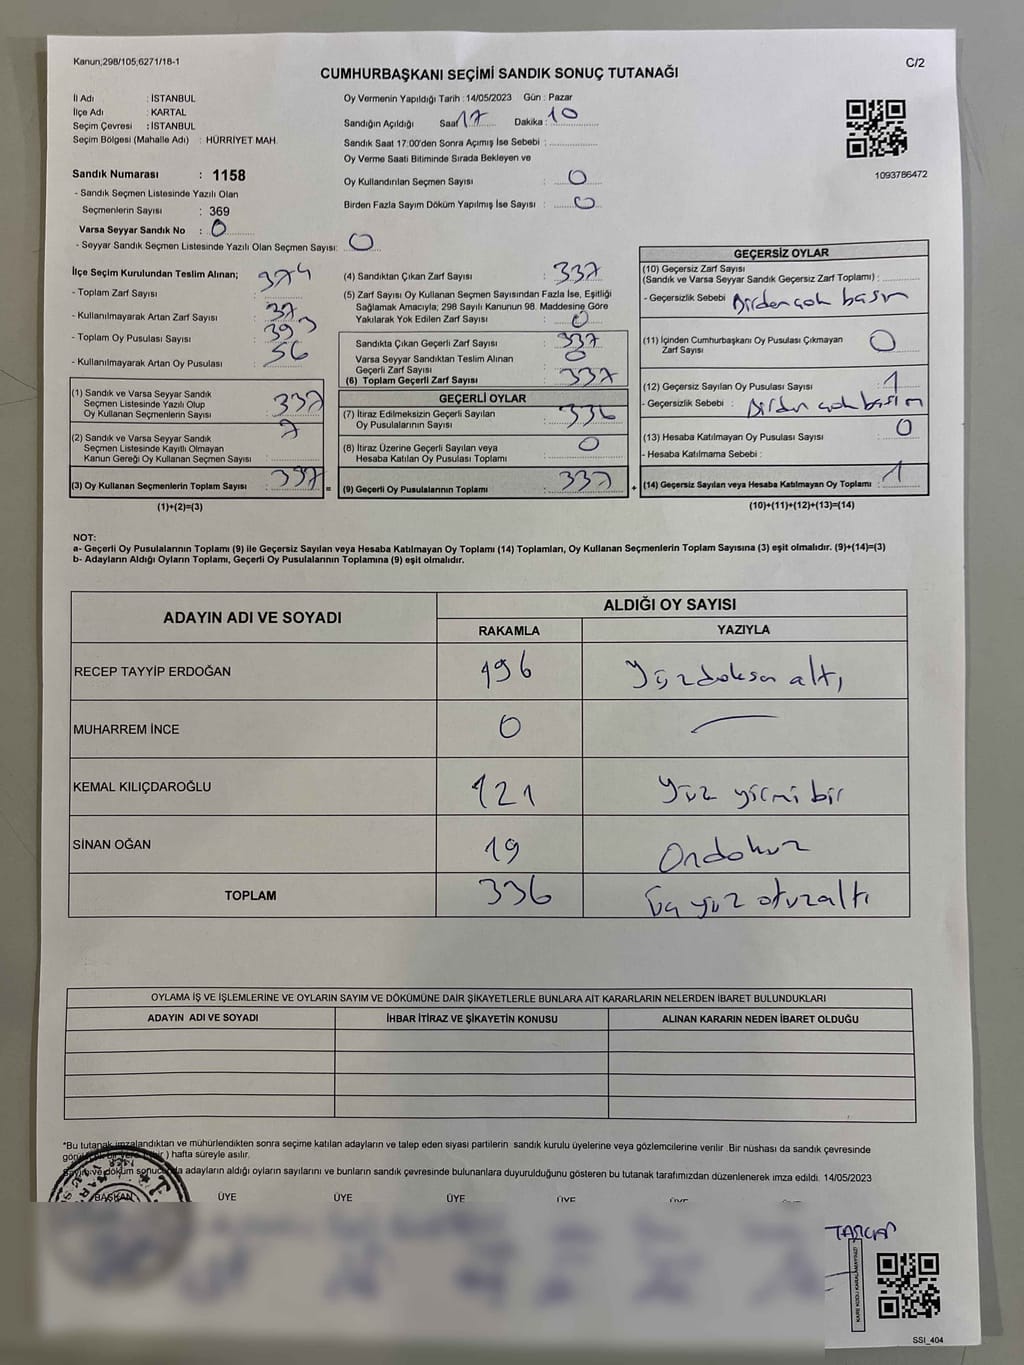 Kanun;298/105,6271/18-1
C/2
CUMHURBAŞKANI SEÇİMİ SANDIK SONUÇ TUTANAĞI
İl Adı : İSTANBUL
İlçe Adı : KARTAL
Seçim Çevresi : İSTANBUL
Seçim Bölgesi (Mahalle Adı) : HÜRRİYET MAH.
Sandık Numarası : 1158
- Sandık Seçmen Listesinde Yazılı Olan
Seçmenlerin Sayısı : 369
Varsa Seyyar Sandık No : 0
- Seyyar Sandık Seçmen Listesinde Yazılı Olan Seçmen Sayısı: 0
Oy Vermenin Yapıldığı Tarih : 14/05/2023 Gün : Pazar
Sandığın Açıldığı Saat 17 Dakika : 10
Sandık Saat 17:00'den Sonra Açımış İse Sebebi :
Oy Verme Saati Bitiminde Sırada Bekleyen ve
Oy Kullandırılan Seçmen Sayısı : 0
Birden Fazla Sayım Döküm Yapılmış İse Sayısı : 0
1093786472
İlçe Seçim Kurulundan Teslim Alınan; 374
- Toplam Zarf Sayısı :
- Kullanılmayarak Artan Zarf Sayısı : 37
- Toplam Oy Pusulası Sayısı : 393
- Kullanılmayarak Artan Oy Pusulası : 56
(1) Sandık ve Varsa Seyyar Sandık
Seçmen Listesinde Yazılı Olup
Oy Kullanan Seçmenlerin Sayısı : 337
(2) Sandık ve Varsa Seyyar Sandık
Seçmen Listesinde Kayıtlı Olmayan
Kanun Gereği Oy Kullanan Seçmen Sayısı :
(3) Oy Kullanan Seçmenlerin Toplam Sayısı : 337 =
(1)+(2)=(3)
(4) Sandıktan Çıkan Zarf Sayısı : 337
(5) Zarf Sayısı Oy Kullanan Seçmen Sayısından Fazla İse, Eşitliği
Sağlamak Amacıyla; 298 Sayılı Kanunun 98. Maddesine Göre
Yakılarak Yok Edilen Zarf Sayısı : 0
Sandıkta Çıkan Geçerli Zarf Sayısı : 337
Varsa Seyyar Sandıktan Teslim Alınan : 0
Geçerli Zarf Sayısı
(6) Toplam Geçerli Zarf Sayısı : 337
GEÇERLİ OYLAR
(7) İtiraz Edilmeksizin Geçerli Sayılan
Oy Pusulalarının Sayısı : 336
(8) İtiraz Üzerine Geçerli Sayılan veya
Hesaba Katılan Oy Pusulası Toplamı : 0
(9) Geçerli Oy Pusulalarının Toplamı : 337 +
GEÇERSİZ OYLAR
(10) Geçersiz Zarf Sayısı
(Sandık ve Varsa Seyyar Sandık Geçersiz Zarf Toplamı) :
- Geçersizlik Sebebi : Birden çok basım
(11) İçinden Cumhurbaşkanı Oy Pusulası Çıkmayan
Zarf Sayısı : 0
(12) Geçersiz Sayılan Oy Pusulası Sayısı : 1
- Geçersizlik Sebebi : Birden çok basım
(13) Hesaba Katılmayan Oy Pusulası Sayısı : 0
- Hesaba Katılmama Sebebi :
(14) Geçersiz Sayılan veya Hesaba Katılmayan Oy Toplamı : 1
(10)+(11)+(12)+(13)=(14)
NOT:
a- Geçerli Oy Pusulalarının Toplamı (9) ile Geçersiz Sayılan veya Hesaba Katılmayan Oy Toplamı (14) Toplamları, Oy Kullanan Seçmenlerin Toplam Sayısına (3) eşit olmalıdır. (9)+(14)=(3)
b- Adayların Aldığı Oyların Toplamı, Geçerli Oy Pusulalarının Toplamına (9) eşit olmalıdır.
ADAYIN ADI VE SOYADI
ALDIĞI OY SAYISI
RAKAMLA YAZIYLA
RECEP TAYYİP ERDOĞAN 196 Yüzdoksan altı
MUHARREM İNCE 0 —
KEMAL KILIÇDAROĞLU 121 Yüz yirmi bir
SİNAN OĞAN 19 Ondokuz
TOPLAM 336 Üç yüz otuzaltı
OYLAMA İŞ VE İŞLEMLERİNE VE OYLARIN SAYIM VE DÖKÜMÜNE DAİR ŞİKAYETLERLE BUNLARA AİT KARARLARIN NELERDEN İBARET BULUNDUKLARI
ADAYIN ADI VE SOYADI İHBAR İTİRAZ VE ŞİKAYETİN KONUSU ALINAN KARARIN NEDEN İBARET OLDUĞU
*Bu tutanak imzalandıktan ve mühürlendikten sonra seçime katılan adayların ve talep eden siyasi partilerin sandık kurulu üyelerine veya gözlemcilerine verilir. Bir nüshası da sandık çevresinde
bir ) hafta süreyle asılır.
ve döküm sonucunda adayların aldığı oyların sayılarını ve bunların sandık çevresinde bulunanlara duyurulduğunu gösteren bu tutanak tarafımızdan düzenlenerek imza edildi. 14/05/2023
BAŞKAN ÜYE ÜYE ÜYE ÜYE ÜYE
KARE KODU KARALAMAYINIZ!
SSI_404